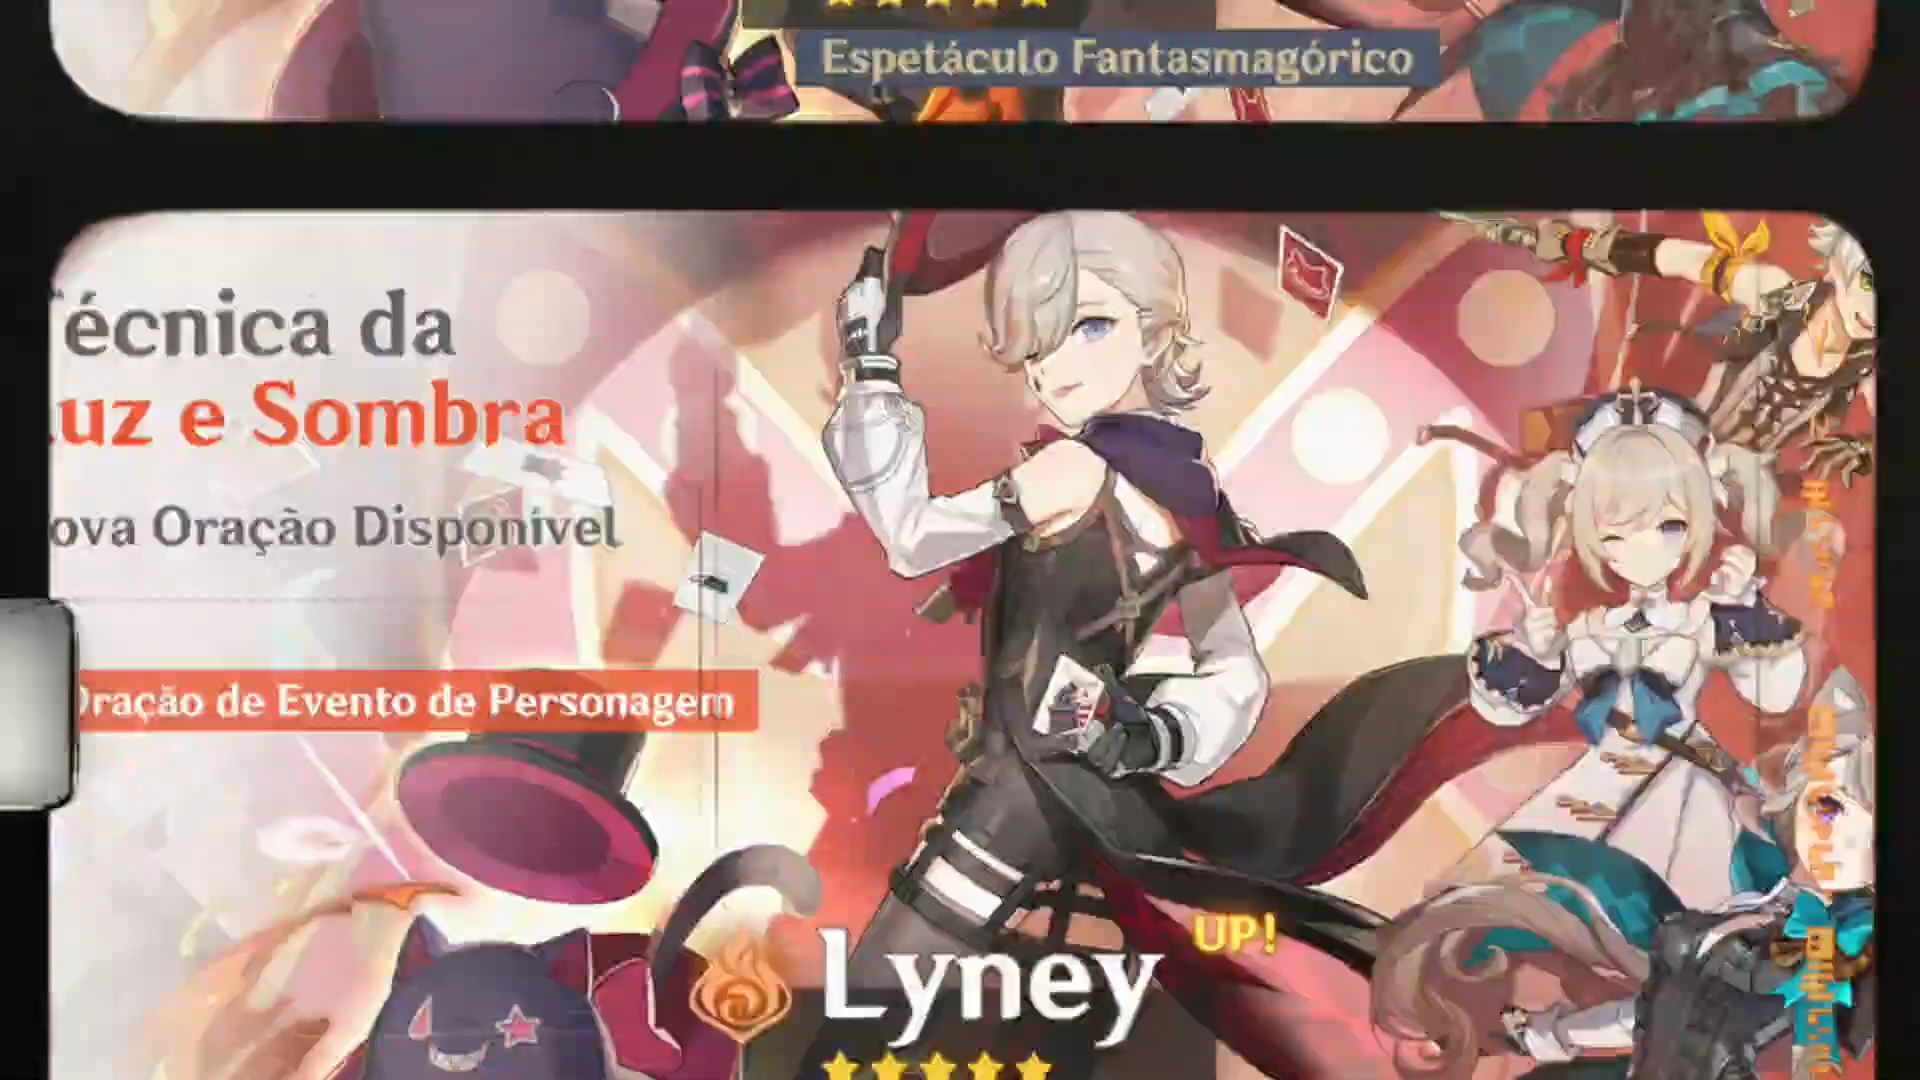 Espetáculo Fantasmagórico
écnica da
uz e Sombra
ova Oração Disponível
Oração de Evento de Personagem
UP!
Lyney